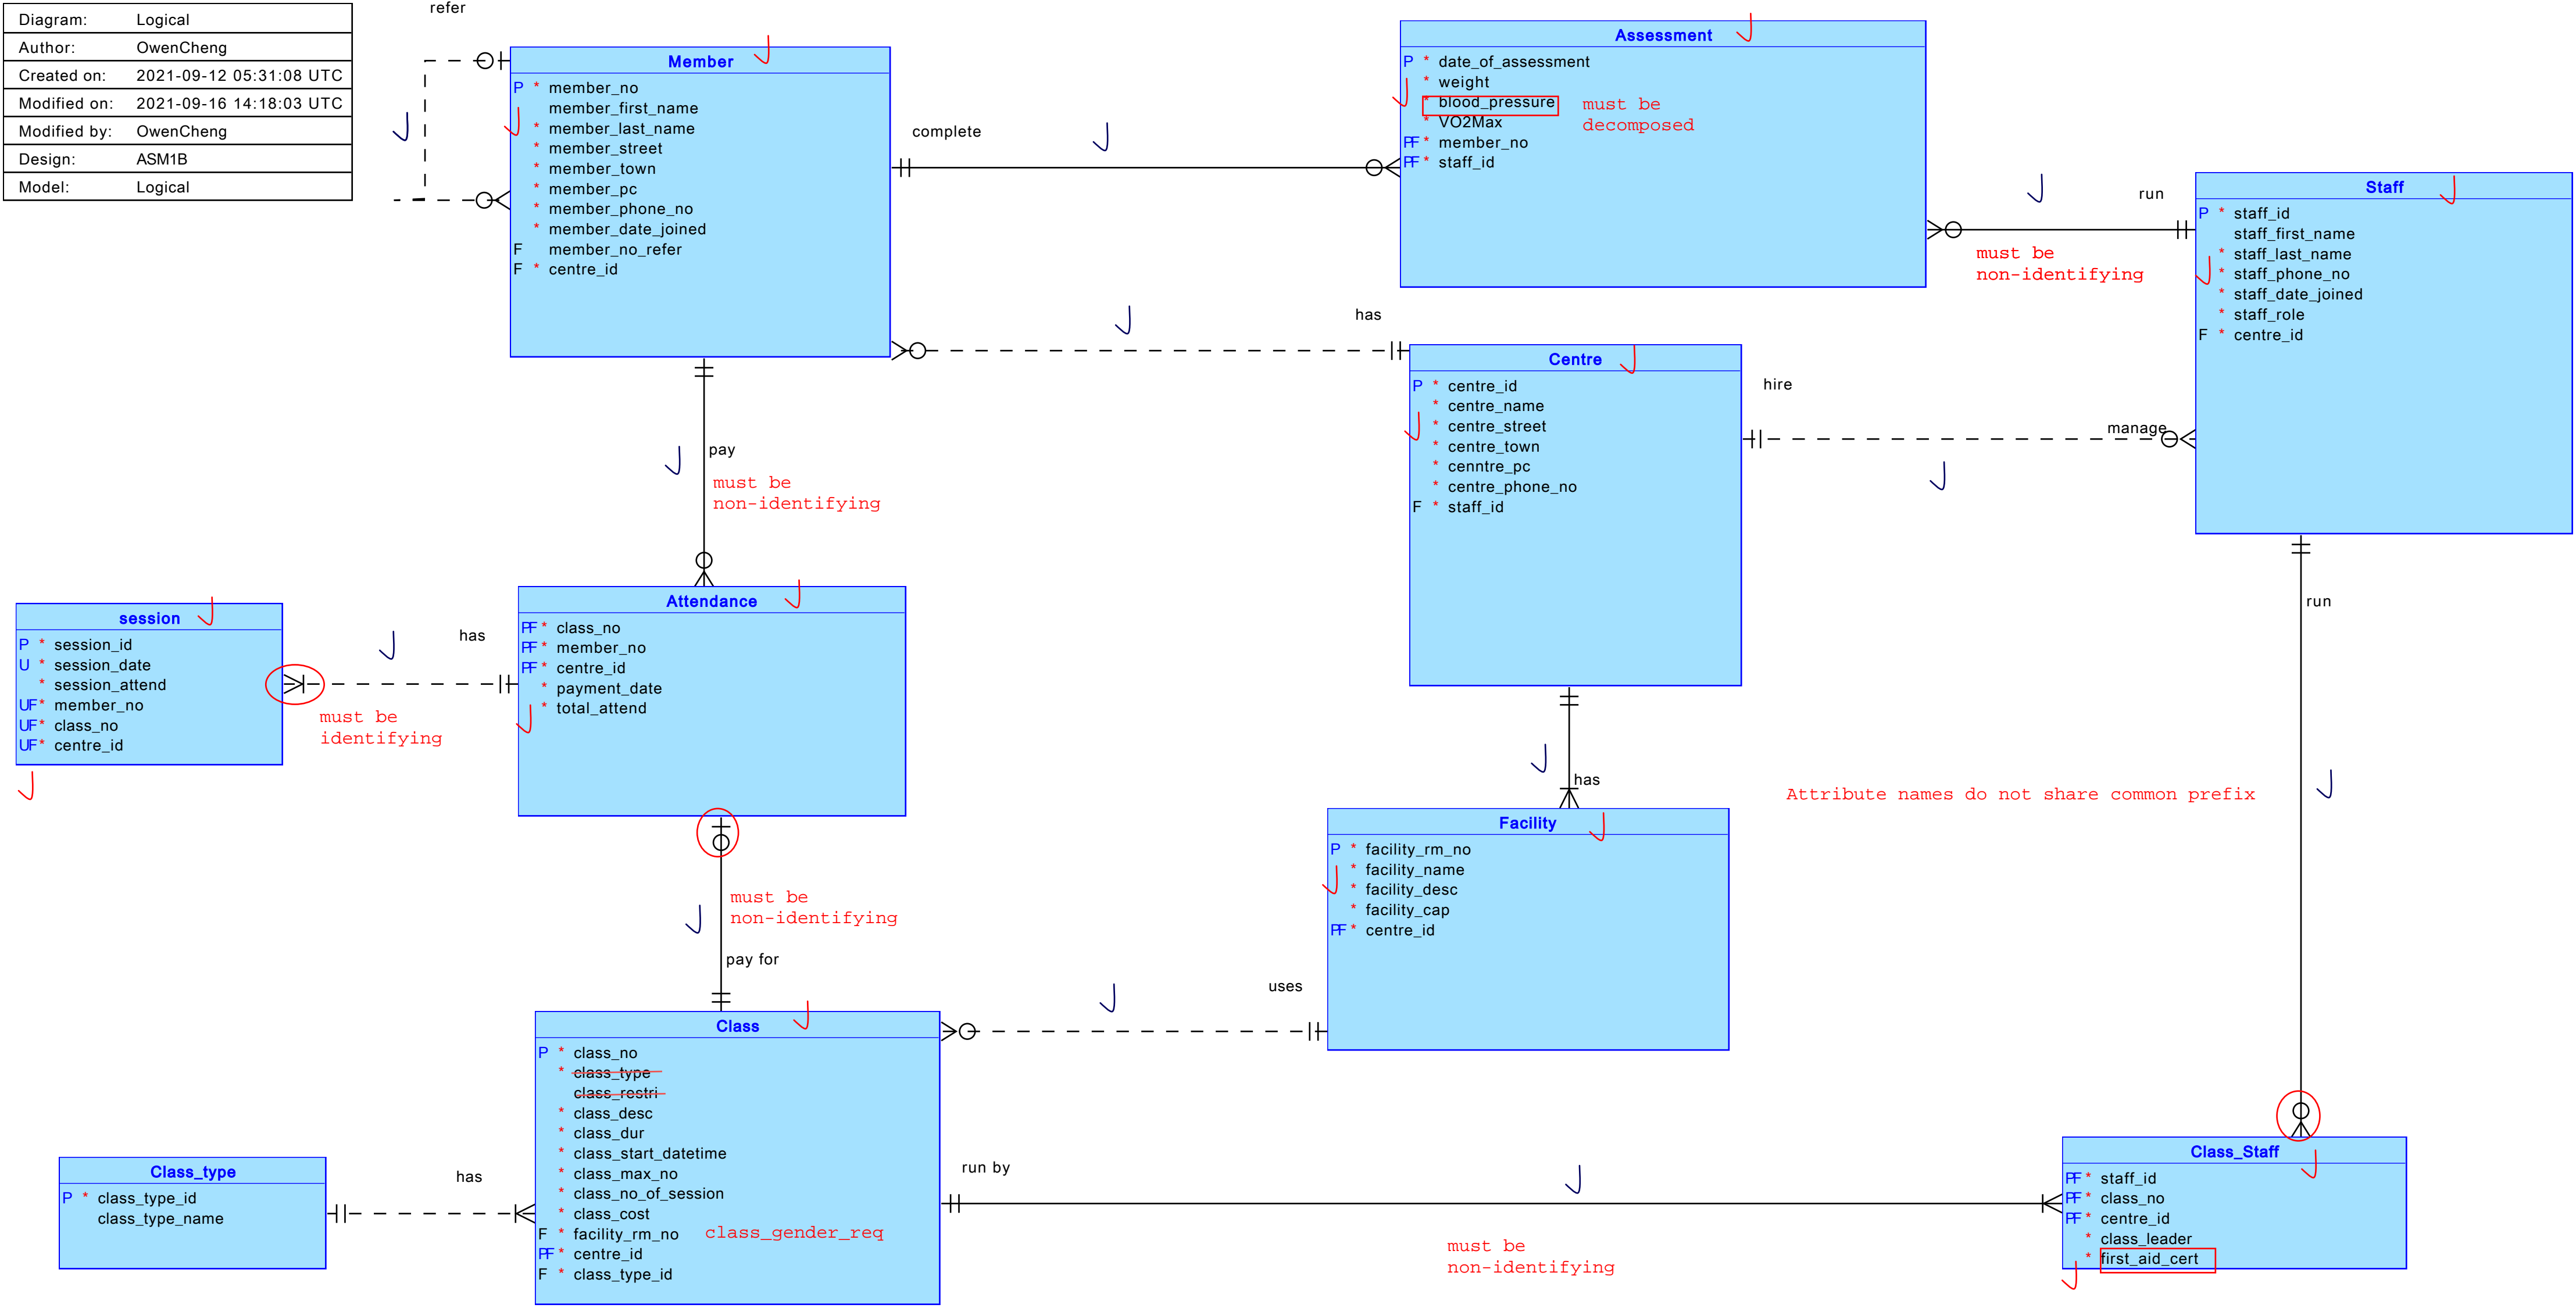 Diagram: Logical
Author: OwenCheng
Created on: 2021-09-12 05:31:08 UTC
Modified on: 2021-09-16 14:18:03 UTC
Modified by: OwenCheng
Design: ASM1B
Model: Logical
refer
Member
P * member_no
member_first_name
* member_last_name
* member_street
* member_town
* member_pc
* member_phone_no
* member_date_joined
F member_no_refer
F * centre_id
complete
Assessment
P * date_of_assessment
* weight
* blood_pressure
* VO2Max
PF * member_no
PF * staff_id
must be
decomposed
run
must be
non-identifying
Staff
P * staff_id
staff_first_name
* staff_last_name
* staff_phone_no
* staff_date_joined
* staff_role
F * centre_id
has
Centre
P * centre_id
* centre_name
* centre_street
* centre_town
* cenntre_pc
* centre_phone_no
F * staff_id
hire
manage
pay
must be
non-identifying
session
P * session_id
U * session_date
* session_attend
UF * member_no
UF * class_no
UF * centre_id
has
must be
identifying
Attendance
PF * class_no
PF * member_no
PF * centre_id
* payment_date
* total_attend
has
run
Attribute names do not share common prefix
Facility
P * facility_rm_no
* facility_name
* facility_desc
* facility_cap
PF * centre_id
must be
non-identifying
pay for
uses
Class
P * class_no
* class_type
class_restri
* class_desc
* class_dur
* class_start_datetime
* class_max_no
* class_no_of_session
* class_cost
F * facility_rm_no
PF * centre_id
F * class_type_id
class_gender_req
Class_type
P * class_type_id
class_type_name
has
run by
must be
non-identifying
Class_Staff
PF * staff_id
PF * class_no
PF * centre_id
* class_leader
* first_aid_cert